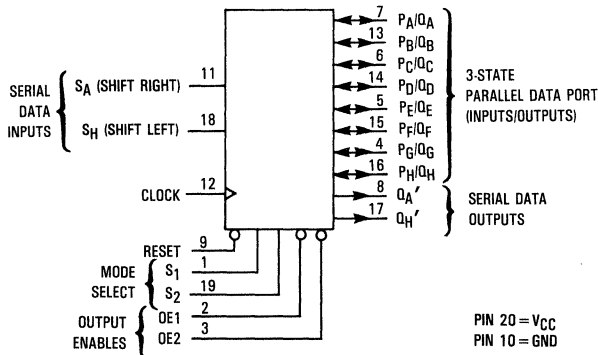 7 PA/QA
13 PB/QB
6 PC/QC
14 PD/QD
5 PE/QE
15 PF/QF
4 PG/QG
16 PH/QH
3-STATE
PARALLEL DATA PORT
(INPUTS/OUTPUTS)
8 QA′
17 QH′
SERIAL DATA
OUTPUTS
SERIAL
DATA
INPUTS
SA (SHIFT RIGHT) 11
SH (SHIFT LEFT) 18
CLOCK 12
RESET 9
MODE
SELECT
S1 1
S2 19
OUTPUT
ENABLES
OE1 2
OE2 3
PIN 20 = VCC
PIN 10 = GND